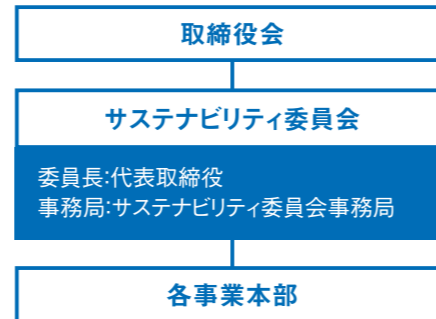 取締役会
サステナビリティ委員会
委員長:代表取締役
事務局:サステナビリティ委員会事務局
各事業本部